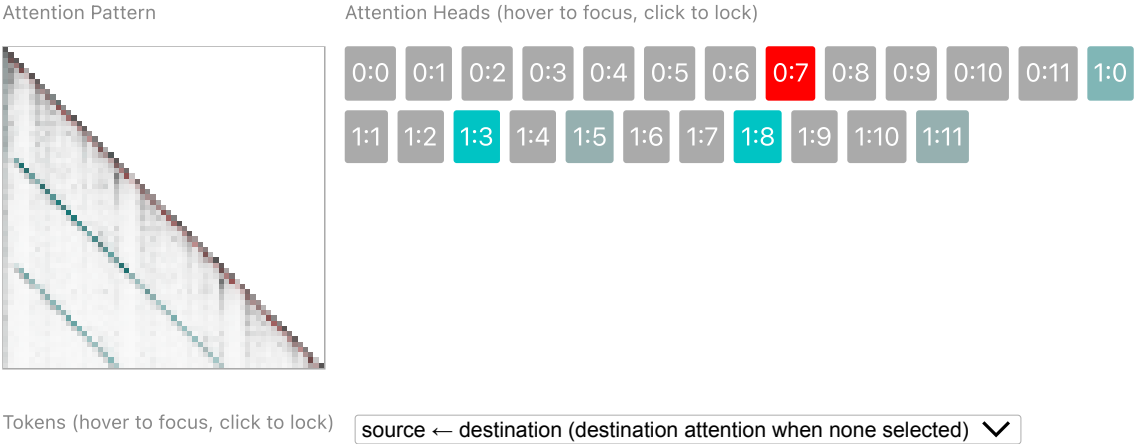 Attention Pattern
Attention Heads (hover to focus, click to lock)
0:0 0:1 0:2 0:3 0:4 0:5 0:6 0:7 0:8 0:9 0:10 0:11 1:0
1:1 1:2 1:3 1:4 1:5 1:6 1:7 1:8 1:9 1:10 1:11
Tokens (hover to focus, click to lock)
source ← destination (destination attention when none selected)